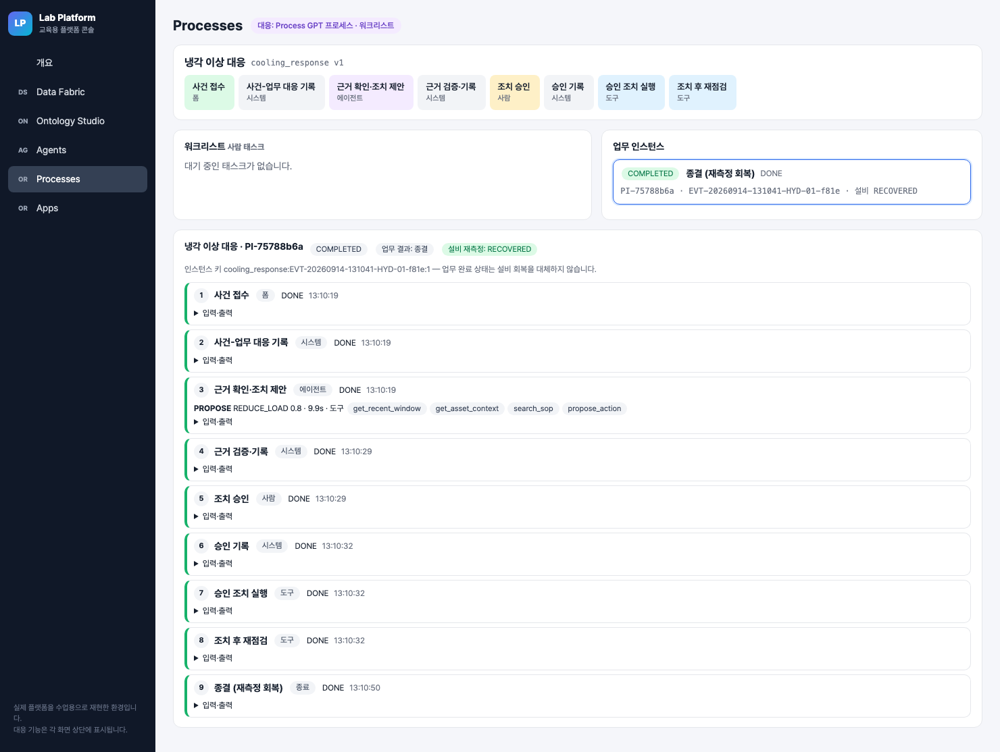 LP
Lab Platform
교육용 플랫폼 콘솔
개요
DS Data Fabric
ON Ontology Studio
AG Agents
OR Processes
OR Apps
실제 플랫폼을 수업용으로 재현한 환경입니
다.
대응 기능은 각 화면 상단에 표시됩니다.
Processes 대응: Process GPT 프로세스 · 워크리스트
냉각 이상 대응 cooling_response v1
사건 접수
폼
사건-업무 대응 기록
시스템
근거 확인·조치 제안
에이전트
근거 검증·기록
시스템
조치 승인
사람
승인 기록
시스템
승인 조치 실행
도구
조치 후 재점검
도구
워크리스트 사람 태스크
대기 중인 태스크가 없습니다.
업무 인스턴스
COMPLETED 종결 (재측정 회복) DONE
PI-75788b6a · EVT-20260914-131041-HYD-01-f81e · 설비 RECOVERED
냉각 이상 대응 · PI-75788b6a COMPLETED 업무 결과: 종결 설비 재측정: RECOVERED
인스턴스 키 cooling_response:EVT-20260914-131041-HYD-01-f81e:1 — 업무 완료 상태는 설비 회복을 대체하지 않습니다.
1 사건 접수 폼 DONE 13:10:19
▶ 입력·출력
2 사건-업무 대응 기록 시스템 DONE 13:10:19
▶ 입력·출력
3 근거 확인·조치 제안 에이전트 DONE 13:10:19
PROPOSE REDUCE_LOAD 0.8 · 9.9s · 도구 get_recent_window get_asset_context search_sop propose_action
▶ 입력·출력
4 근거 검증·기록 시스템 DONE 13:10:29
▶ 입력·출력
5 조치 승인 사람 DONE 13:10:29
▶ 입력·출력
6 승인 기록 시스템 DONE 13:10:32
▶ 입력·출력
7 승인 조치 실행 도구 DONE 13:10:32
▶ 입력·출력
8 조치 후 재점검 도구 DONE 13:10:32
▶ 입력·출력
9 종결 (재측정 회복) 종료 DONE 13:10:50
▶ 입력·출력